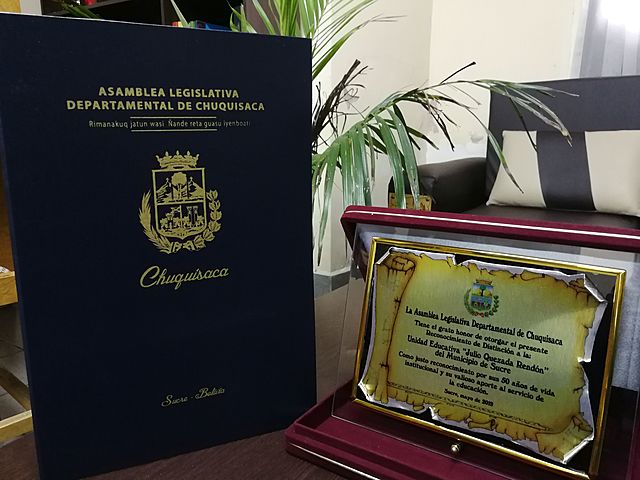 ASAMBLEA LEGISLATIVA
DEPARTAMENTAL DE CHUQUISACA
Rimanakuq jatun wasi Ñande reta guasu iyenboati
Chuquisaca
Sucre - Bolivia
La Asamblea Legislativa Departamental de Chuquisaca
Tiene el grato honor de otorgar el presente
Reconocimiento de Distinción a la:
Unidad Educativa "Julio Quezada Rendón"
del Municipio de Sucre
Como justo reconocimiento por sus 50 años de vida
institucional y su valioso aporte al servicio de
la educación.
Sucre, mayo de